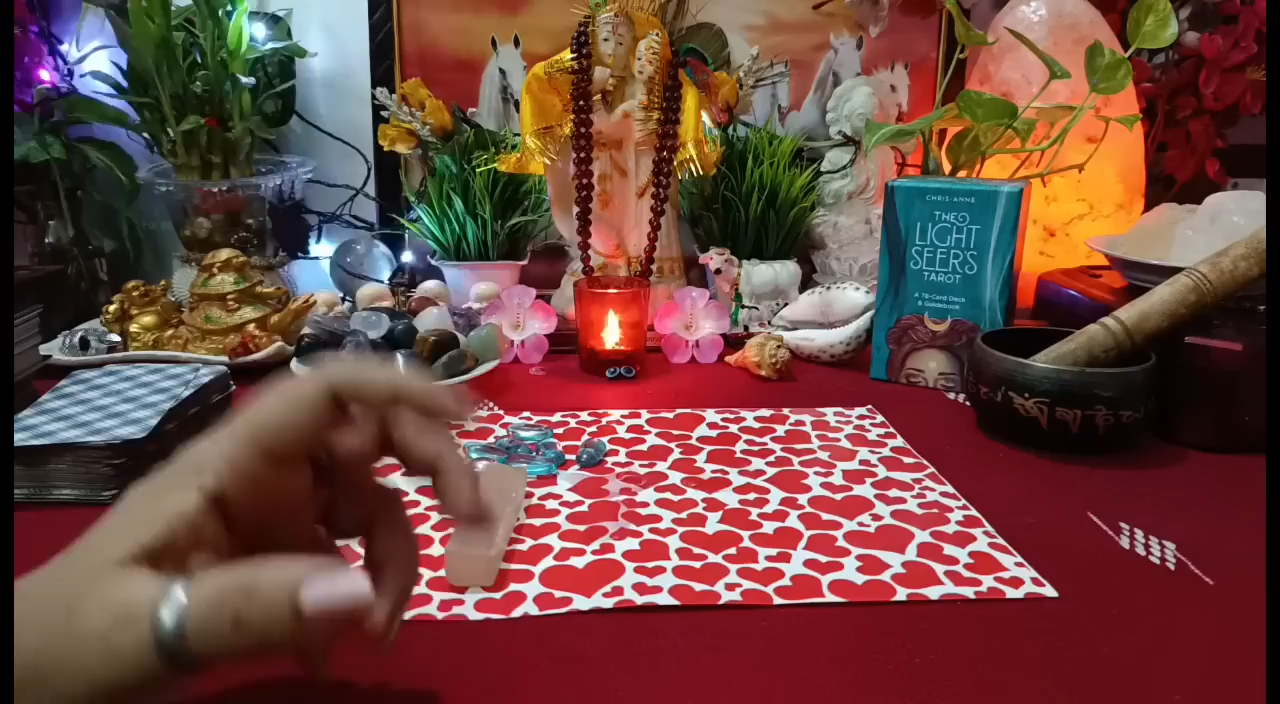 CHRIS-ANNE
THE
LIGHT
SEER'S
TAROT
A 78-Card Deck
& Guidebook